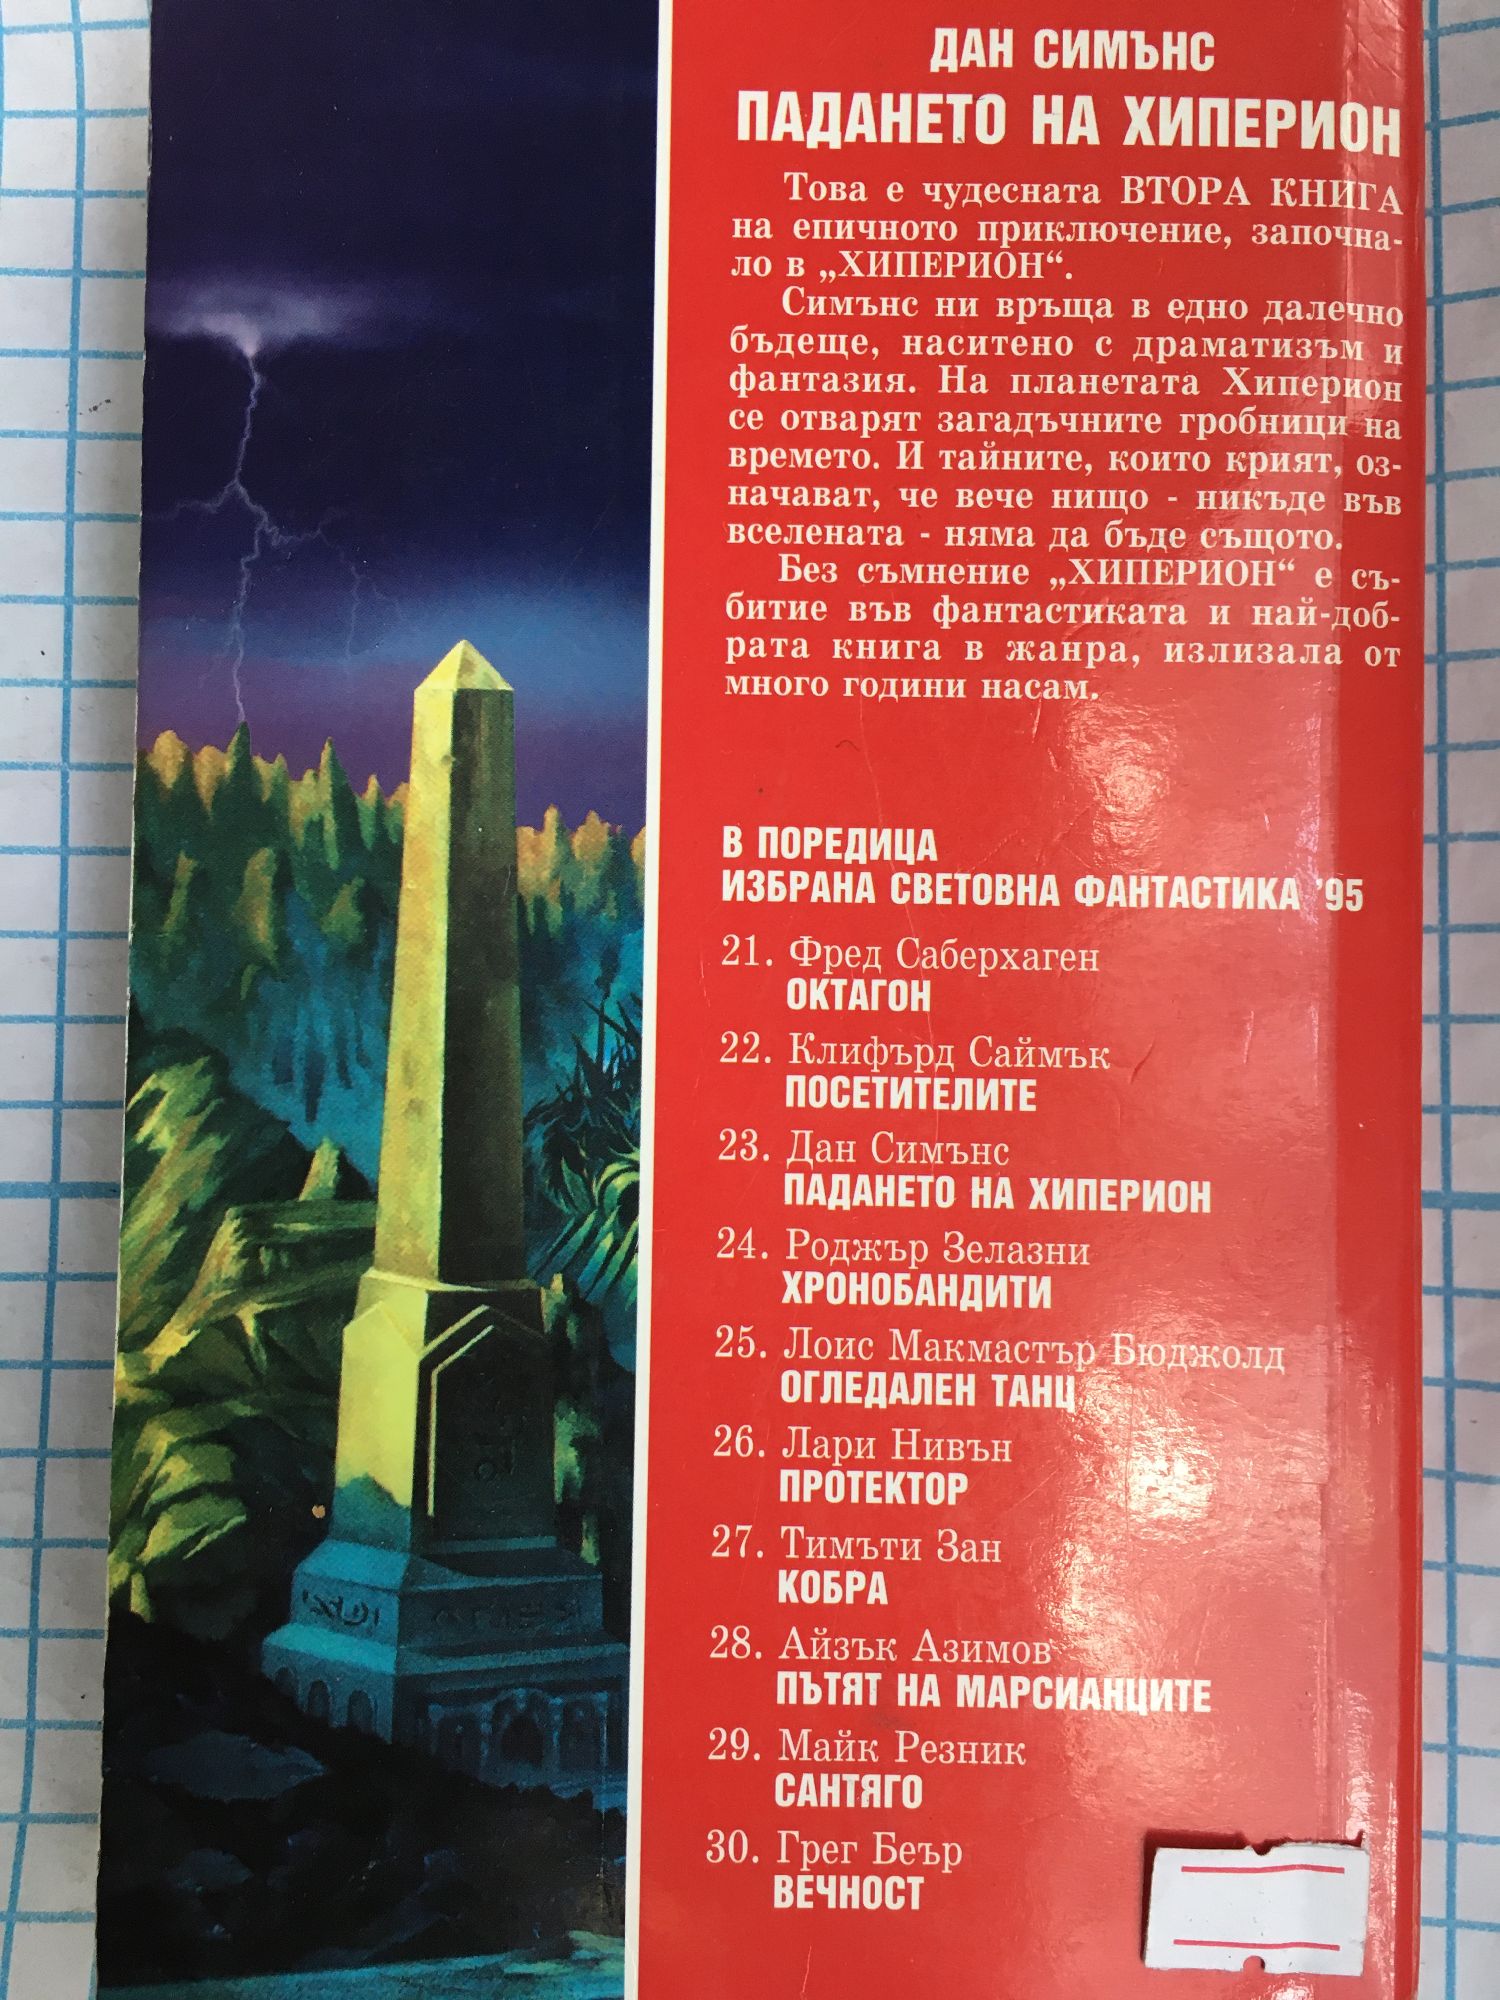 ДАН СИМЪНС
ПАДАНЕТО НА ХИПЕРИОН
Това е чудесната ВТОРА КНИГА
на епичното приключение, започна-
ло в „ХИПЕРИОН“.
Симънс ни връща в едно далечно
бъдеще, наситено с драматизъм и
фантазия. На планетата Хиперион
се отварят загадъчните гробници на
времето. И тайните, които крият, оз-
начават, че вече нищо - никъде във
вселената - няма да бъде същото.
Без съмнение „ХИПЕРИОН“ е съ-
битие във фантастиката и най-доб-
рата книга в жанра, излизала от
много години насам.
В ПОРЕДИЦА
ИЗБРАНА СВЕТОВНА ФАНТАСТИКА '95
21. Фред Саберхаген
ОКТАГОН
22. Клифърд Саймък
ПОСЕТИТЕЛИТЕ
23. Дан Симънс
ПАДАНЕТО НА ХИПЕРИОН
24. Роджър Зелазни
ХРОНОБАНДИТИ
25. Лоис Макмастър Бюджолд
ОГЛЕДАЛЕН ТАНЦ
26. Лари Нивън
ПРОТЕКТОР
27. Тимъти Зан
КОБРА
28. Айзък Азимов
ПЪТЯТ НА МАРСИАНЦИТЕ
29. Майк Резник
САНТЯГО
30. Грег Беър
ВЕЧНОСТ